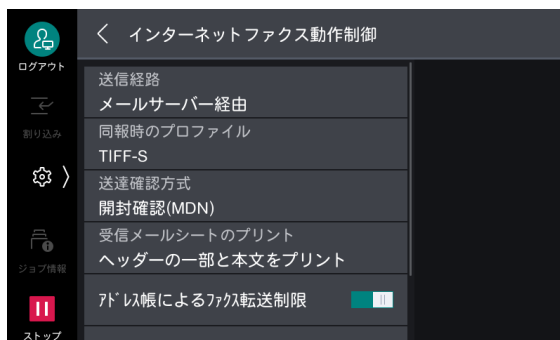 インターネットファクス動作制御
ログアウト
割り込み
ジョブ情報
ストップ
送信経路
メールサーバー経由
同報時のプロファイル
TIFF-S
送達確認方式
開封確認(MDN)
受信メールシートのプリント
ヘッダーの一部と本文をプリント
ｱﾄﾞﾚｽ帳によるﾌｧｸｽ転送制限